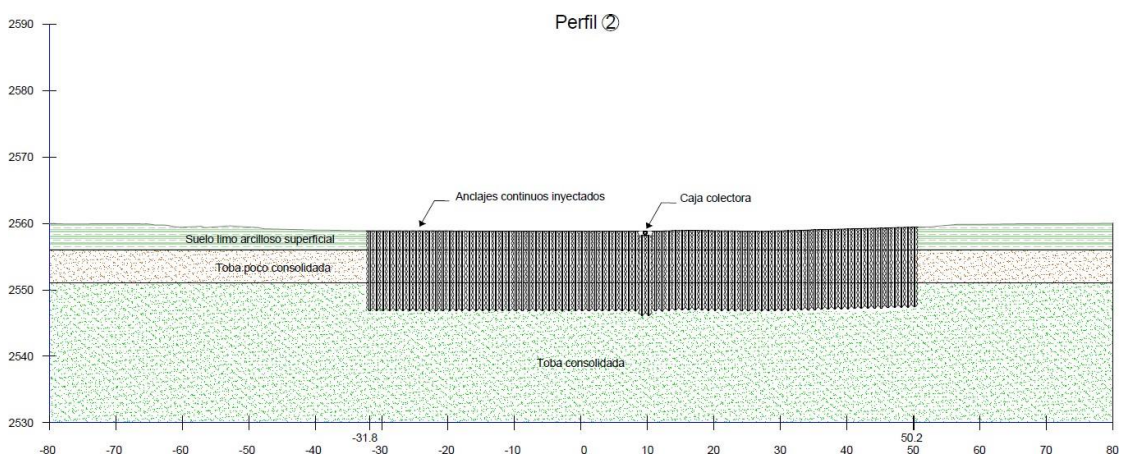 Perfil ②
2590
2580
2570
2560
2550
2540
2530
Anclajes continuos inyectados
Caja colectora
Suelo limo arcilloso superficial
Toba poco consolidada
Toba consolidada
-80 -70 -60 -50 -40 -31.8 -30 -20 -10 0 10 20 30 40 50.2 50 60 70 80